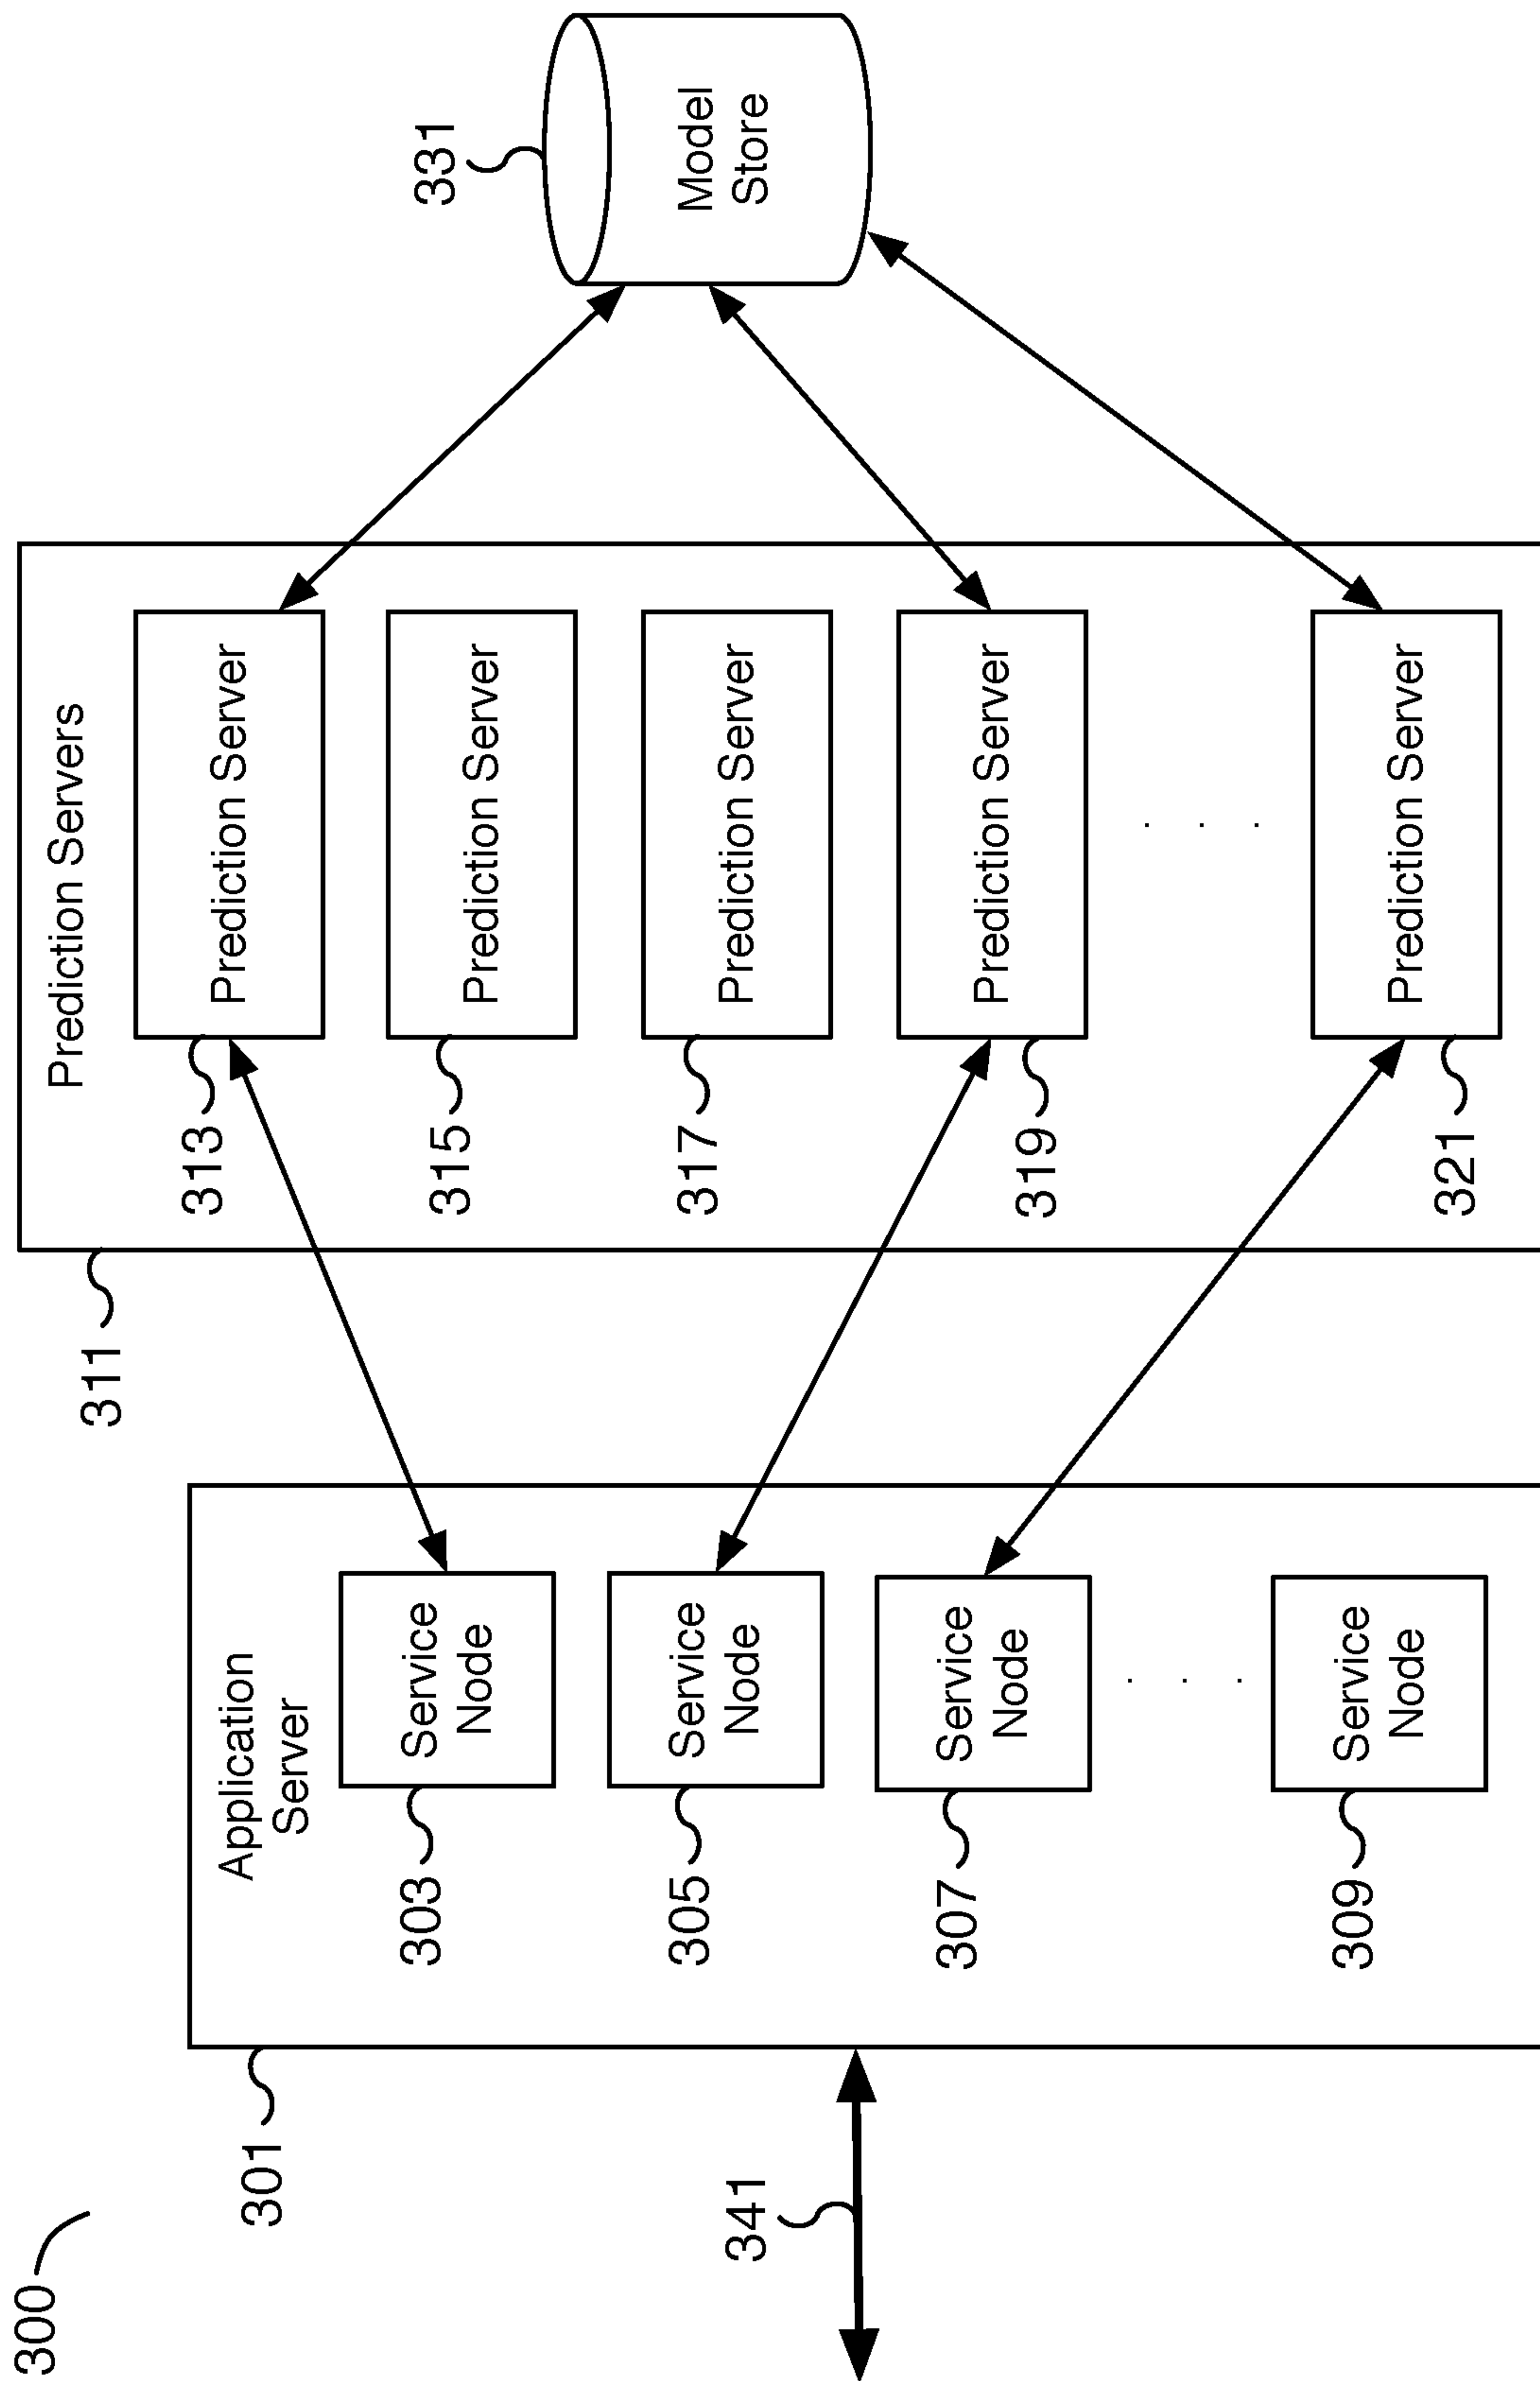 300
301
341
Application
Server
303
Service
Node
305
Service
Node
307
Service
Node
. . .
309
Service
Node
311
Prediction Servers
313
Prediction Server
315
Prediction Server
317
Prediction Server
319
Prediction Server
. . .
321
Prediction Server
331
Model
Store